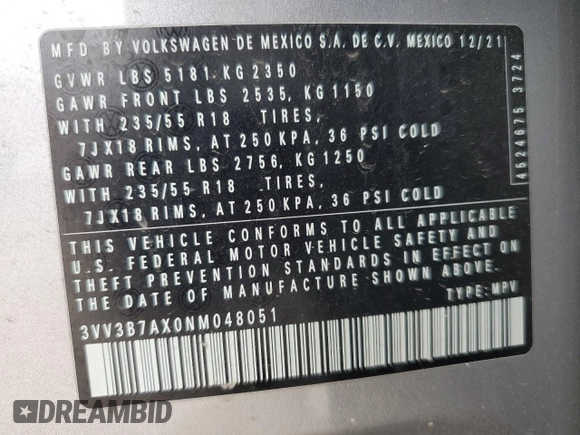 MFD BY VOLKSWAGEN DE MEXICO S.A. DE C.V. MEXICO 12/21
GVWR LBS 5181, KG 2350
GAWR FRONT LBS 2535, KG 1150
WITH 235/55 R18 TIRES,
7JX18 RIMS, AT 250 KPA, 36 PSI COLD
GAWR REAR LBS 2756, KG 1250
WITH 235/55 R18 TIRES,
7JX18 RIMS, AT 250 KPA, 36 PSI COLD
THIS VEHICLE CONFORMS TO ALL APPLICABLE
U.S. FEDERAL MOTOR VEHICLE SAFETY AND
THEFT PREVENTION STANDARDS IN EFFECT ON
THE DATE OF MANUFACTURE SHOWN ABOVE.
3VV3B7AX0NM048051 TYPE: MPV
4524675 3724
DREAMBID